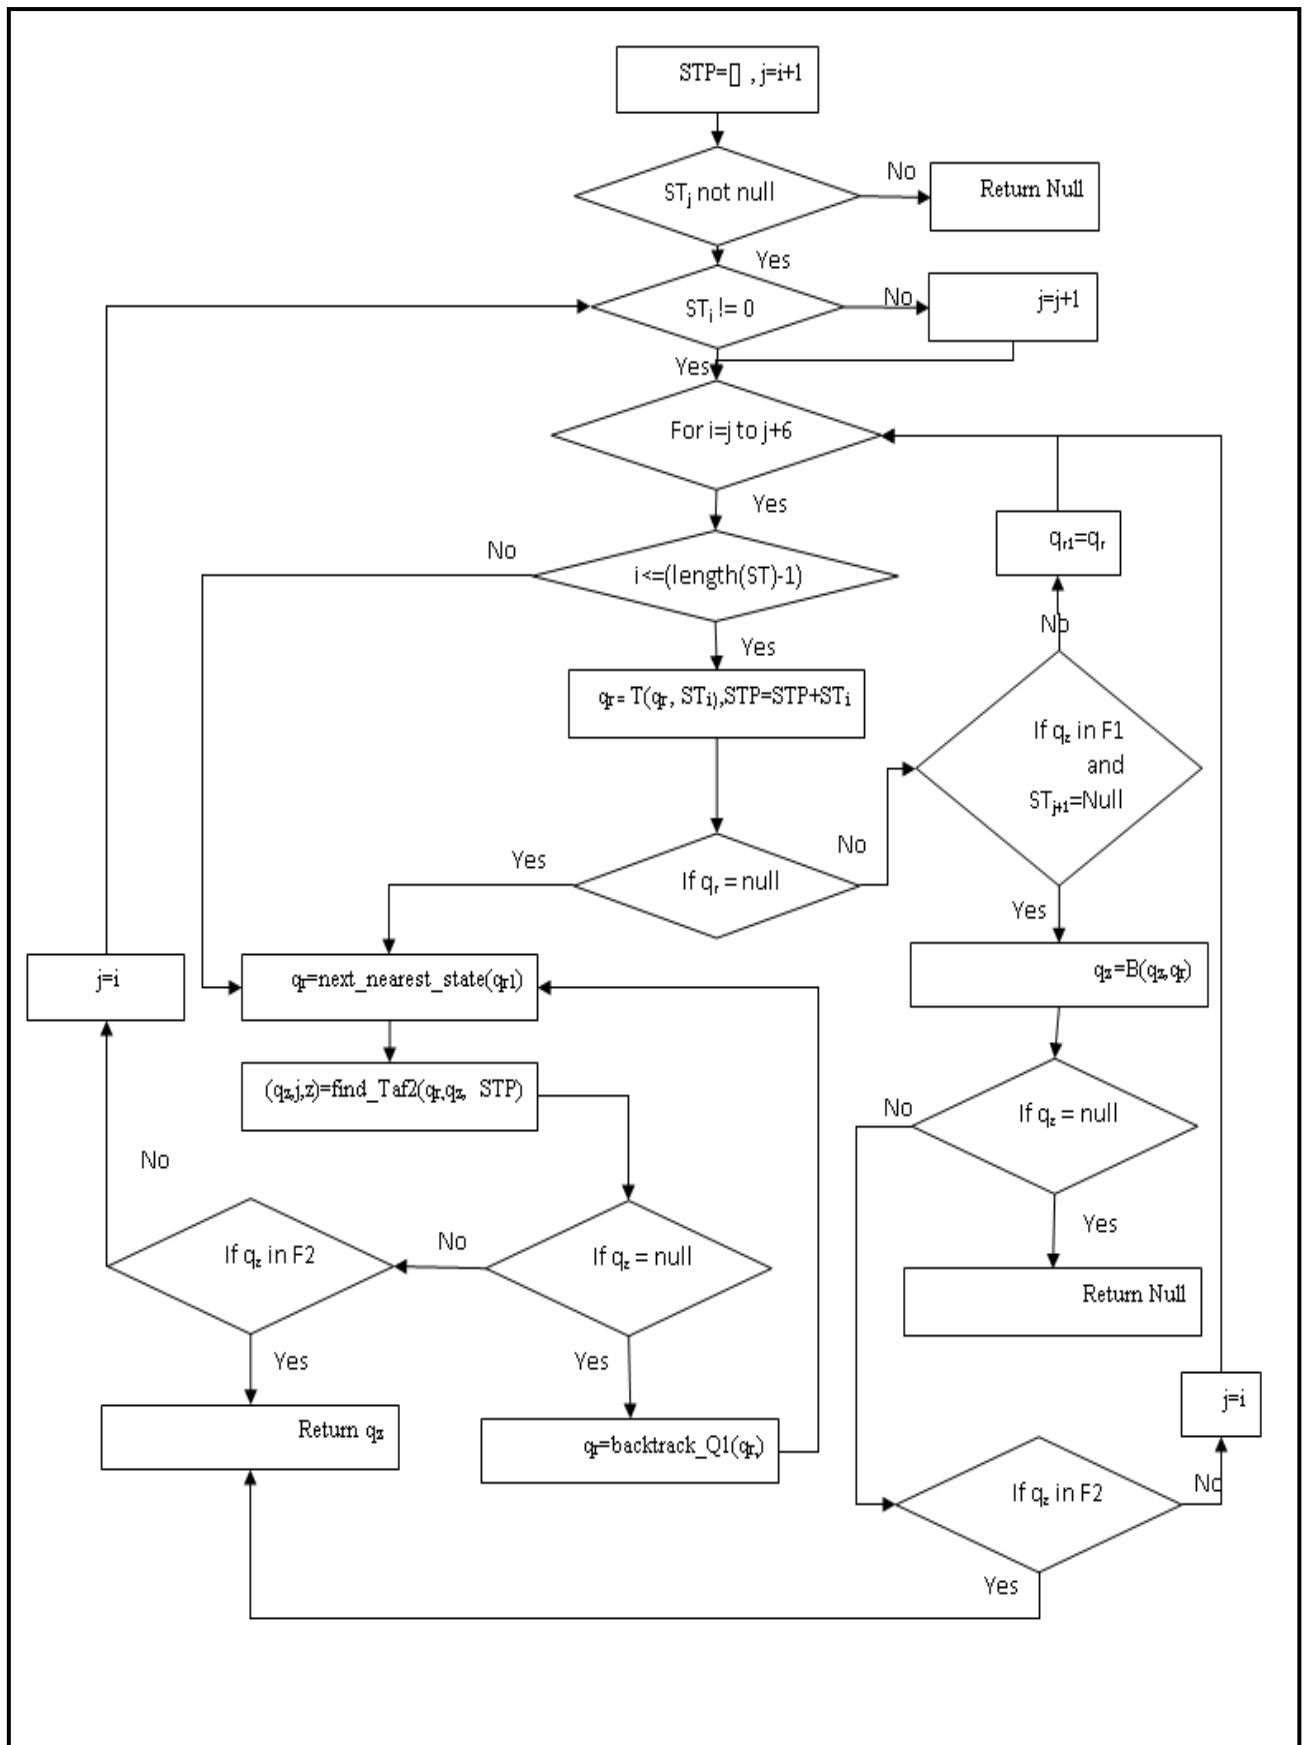 STP=[] , j=i+1
STj not null
No
Return Null
Yes
STi != 0
No
j=j+1
Yes
For i=j to j+6
Yes
qr1=qr
No
i<=(length(ST)-1)
No
Yes
qr = T(qr, STi),STP=STP+STi
If qz in F1
and
STj+1=Null
No
Yes
If qr = null
Yes
j=i
qr=next_nearest_state(qr1)
qz=B(qz,qr)
(qz,j,z)=find_Taf2(qr,qz, STP)
No
If qz = null
No
Yes
If qz in F2
No
If qz = null
Return Null
Yes
Yes
Return qz
qr=backtrack_Q1(qr,)
j=i
If qz in F2
No
Yes